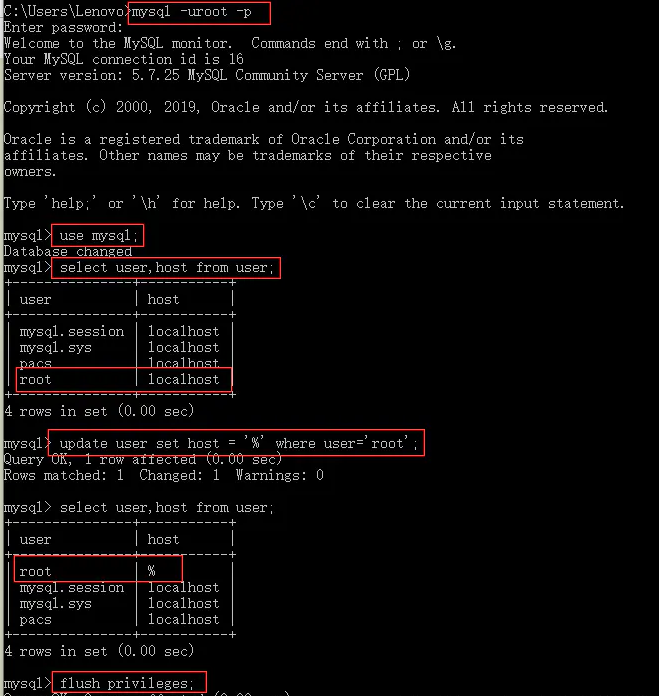 C:\Users\Lenovo>mysql -uroot -p
Enter password:
Welcome to the MySQL monitor.  Commands end with ; or \g.
Your MySQL connection id is 16
Server version: 5.7.25 MySQL Community Server (GPL)
Copyright (c) 2000, 2019, Oracle and/or its affiliates. All rights reserved.
Oracle is a registered trademark of Oracle Corporation and/or its
affiliates. Other names may be trademarks of their respective
owners.
Type 'help;' or '\h' for help. Type '\c' to clear the current input statement.
mysql> use mysql;
Database changed
mysql> select user,host from user;
+---------------+-----------+
| user          | host      |
+---------------+-----------+
| mysql.session | localhost |
| mysql.sys     | localhost |
| pacs          | localhost |
| root          | localhost |
+---------------+-----------+
4 rows in set (0.00 sec)
mysql> update user set host = '%' where user='root';
Query OK, 1 row affected (0.00 sec)
Rows matched: 1  Changed: 1  Warnings: 0
mysql> select user,host from user;
+---------------+-----------+
| user          | host      |
+---------------+-----------+
| root          | %         |
| mysql.session | localhost |
| mysql.sys     | localhost |
| pacs          | localhost |
+---------------+-----------+
4 rows in set (0.00 sec)
mysql> flush privileges;